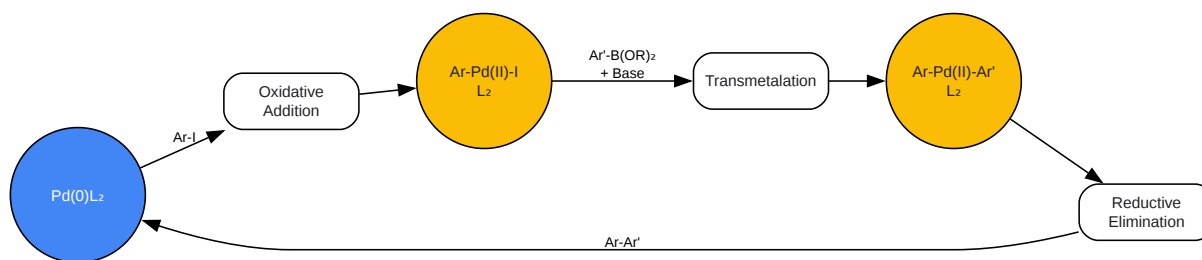 Pd(0)L₂
Ar-I
Oxidative
Addition
Ar-Pd(II)-I
L₂
Ar'-B(OR)₂
+ Base
Transmetalation
Ar-Pd(II)-Ar'
L₂
Reductive
Elimination
Ar-Ar'